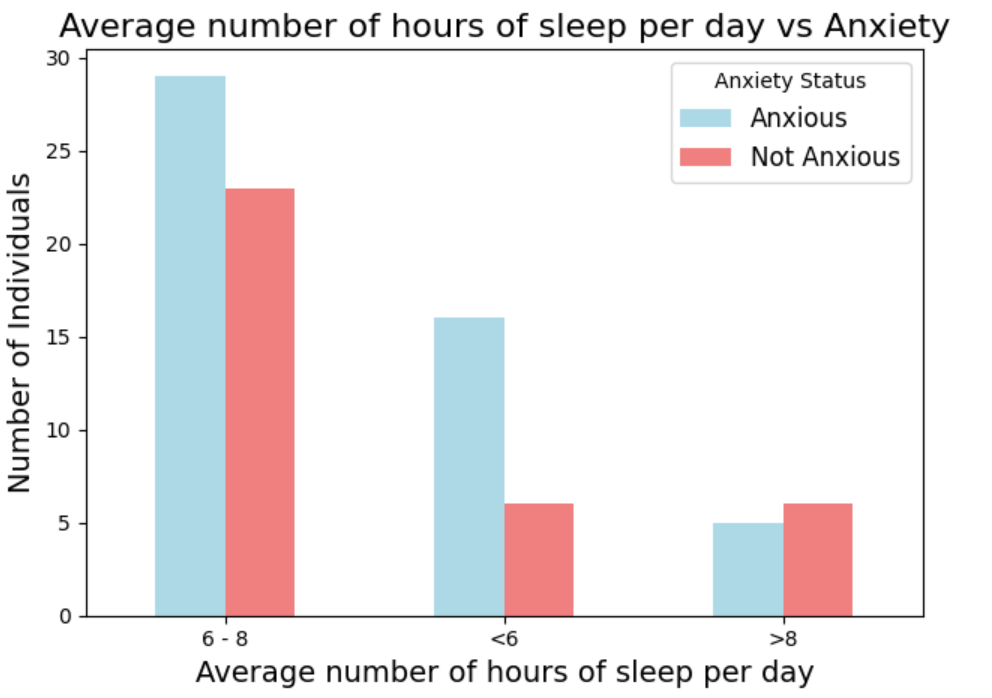 Average number of hours of sleep per day vs Anxiety
Number of Individuals
30
25
20
15
10
5
0
Anxiety Status
Anxious
Not Anxious
6 - 8
<6
>8
Average number of hours of sleep per day